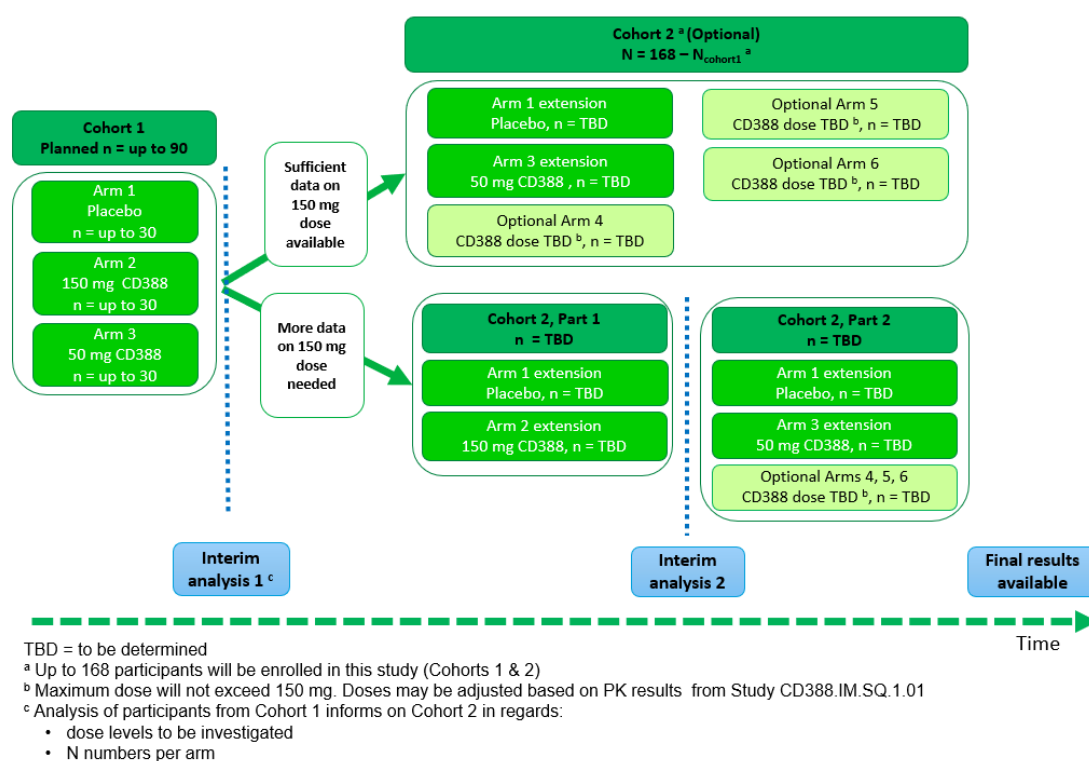 Cohort 2 ᵃ (Optional)
N = 168 – Ncohort1 ᵃ
Cohort 1
Planned n = up to 90
Arm 1
Placebo
n = up to 30
Arm 2
150 mg CD388
n = up to 30
Arm 3
50 mg CD388
n = up to 30
Sufficient
data on
150 mg
dose
available
More data
on 150 mg
dose
needed
Arm 1 extension
Placebo, n = TBD
Arm 3 extension
50 mg CD388 , n = TBD
Optional Arm 4
CD388 dose TBD ᵇ, n = TBD
Optional Arm 5
CD388 dose TBD ᵇ, n = TBD
Optional Arm 6
CD388 dose TBD ᵇ, n = TBD
Cohort 2, Part 1
n = TBD
Arm 1 extension
Placebo, n = TBD
Arm 2 extension
150 mg CD388, n = TBD
Cohort 2, Part 2
n = TBD
Arm 1 extension
Placebo, n = TBD
Arm 3 extension
50 mg CD388, n = TBD
Optional Arms 4, 5, 6
CD388 dose TBD ᵇ, n = TBD
Interim
analysis 1 ᶜ
Interim
analysis 2
Final results
available
Time
TBD = to be determined
ᵃ Up to 168 participants will be enrolled in this study (Cohorts 1 & 2)
ᵇ Maximum dose will not exceed 150 mg. Doses may be adjusted based on PK results from Study CD388.IM.SQ.1.01
ᶜ Analysis of participants from Cohort 1 informs on Cohort 2 in regards:
• dose levels to be investigated
• N numbers per arm